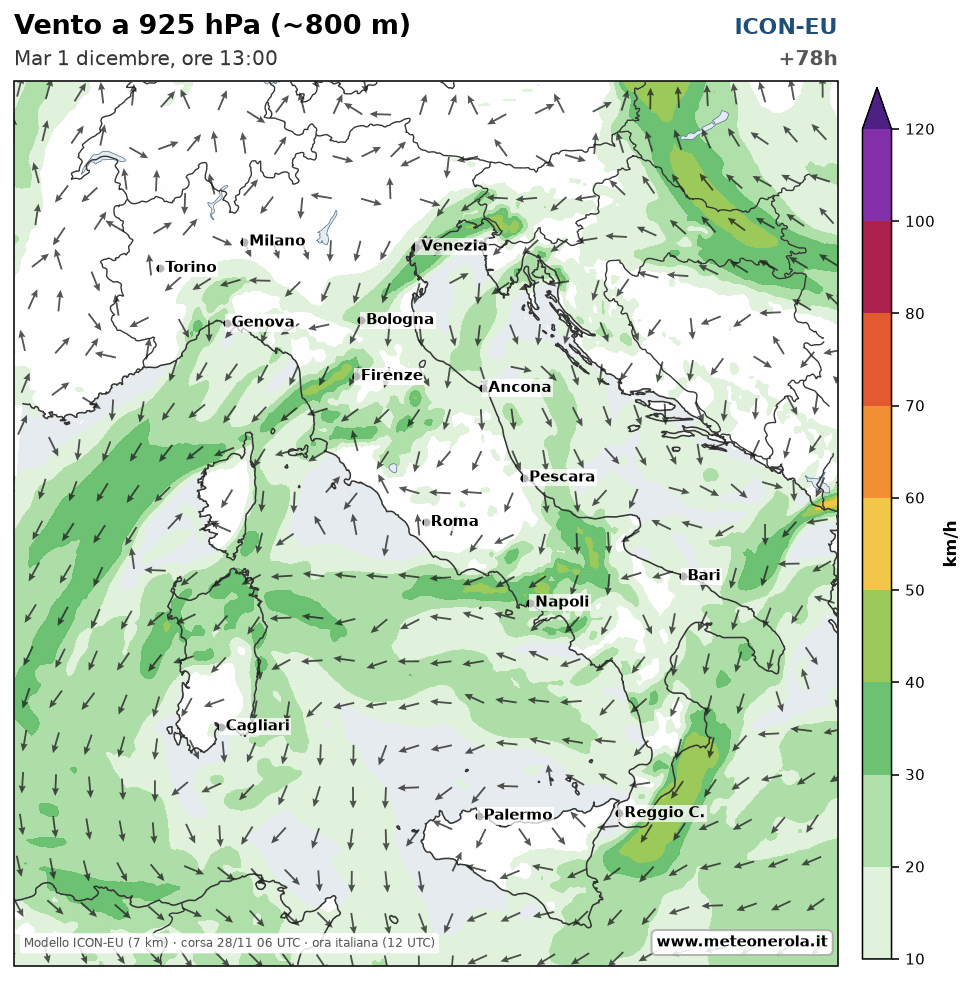 Vento a 925 hPa (~800 m)
ICON-EU
Mar 1 dicembre, ore 13:00
+78h
120
100
80
70
60
50
40
30
20
10
km/h
Milano
Venezia
Torino
Genova
Bologna
Firenze
Ancona
Pescara
Roma
Bari
Napoli
Cagliari
Palermo
Reggio C.
Modello ICON-EU (7 km) · corsa 28/11 06 UTC · ora italiana (12 UTC)
www.meteonerola.it